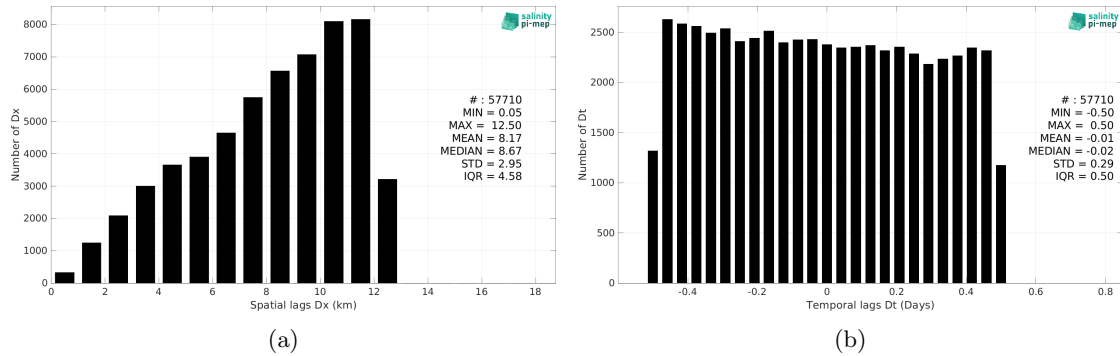 salinity
pi-mep
8000
7000
6000
5000
4000
3000
2000
1000
0
Number of Dx
# : 57710
MIN = 0.05
MAX = 12.50
MEAN = 8.17
MEDIAN = 8.67
STD = 2.95
IQR = 4.58
0 2 4 6 8 10 12 14 16 18
Spatial lags Dx (km)
(a)
salinity
pi-mep
2500
2000
1500
1000
500
0
Number of Dt
# : 57710
MIN = -0.50
MAX = 0.50
MEAN = -0.01
MEDIAN = -0.02
STD = 0.29
IQR = 0.50
-0.4 -0.2 0 0.2 0.4 0.6 0.8
Temporal lags Dt (Days)
(b)